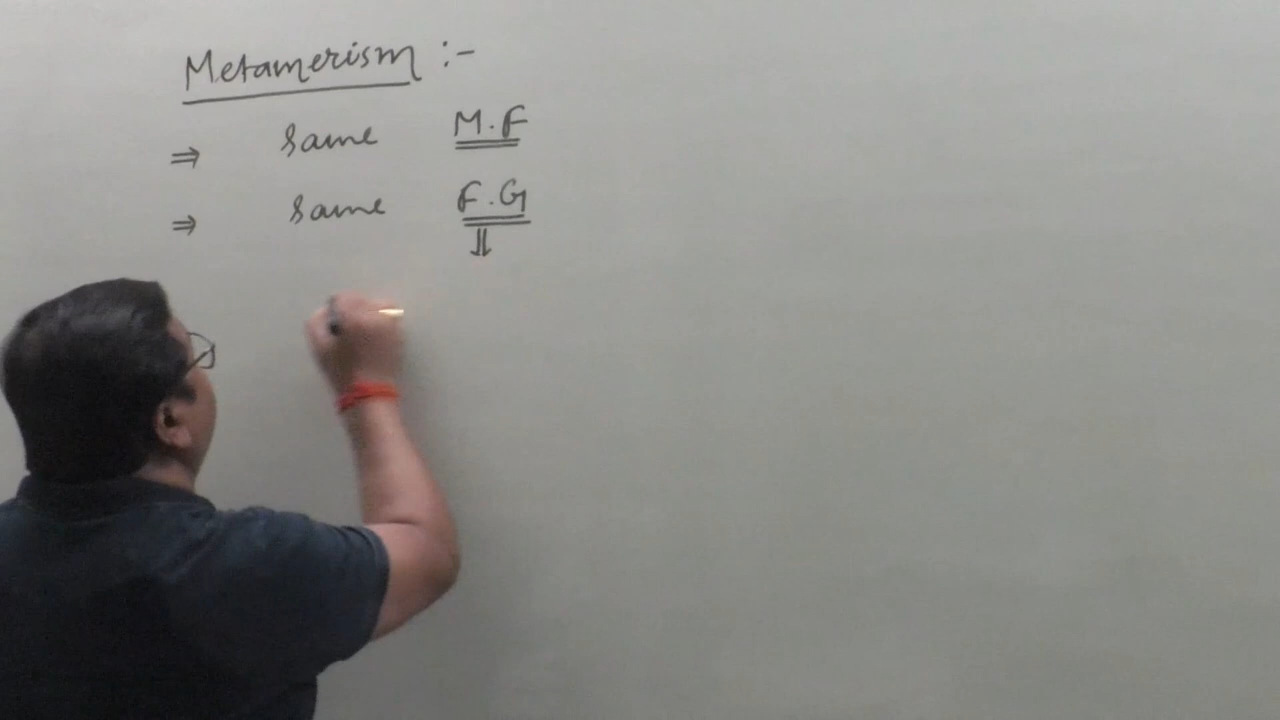 Metamerism :-
⇒ Same M.F
⇒ Same F.G
⇓